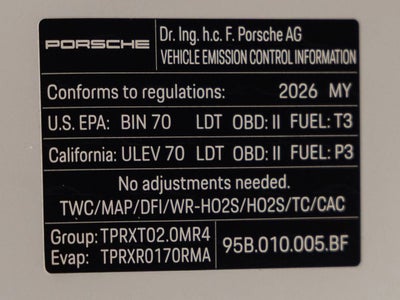 PORSCHE
Dr. Ing. h.c. F. Porsche AG
VEHICLE EMISSION CONTROL INFORMATION
Conforms to regulations: 2026 MY
U.S. EPA: BIN 70 LDT OBD: II FUEL: T3
California: ULEV 70 LDT OBD: II FUEL: P3
No adjustments needed.
TWC/MAP/DFI/WR-HO2S/HO2S/TC/CAC
Group: TPRXT02.0MR4
Evap: TPRXR0170RMA
95B.010.005.BF